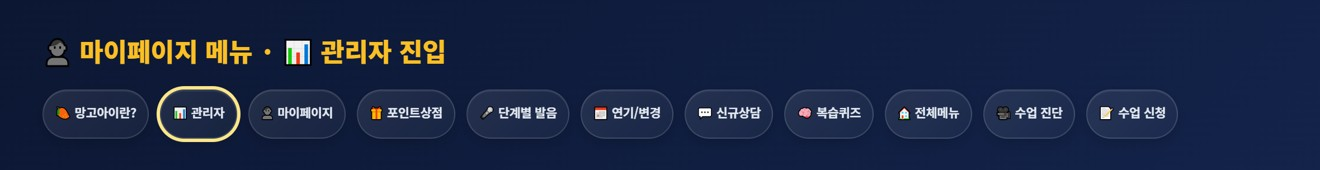 👤 마이페이지 메뉴 · 📊 관리자 진입
🥭 망고아이란? 📊 관리자 👤 마이페이지 🎁 포인트상점 🎤 단계별 발음 📅 연기/변경 💬 신규상담 🧠 복습퀴즈 🏠 전체메뉴 🎥 수업 진단 📝 수업 신청